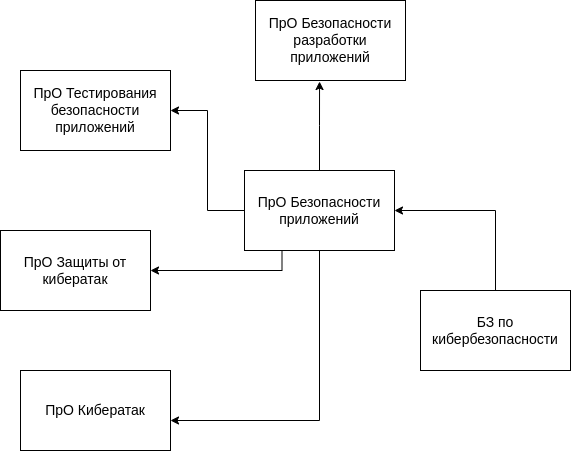 ПрО Безопасности
разработки
приложений
ПрО Тестирования
безопасности
приложений
ПрО Безопасности
приложений
ПрО Защиты от
кибератак
БЗ по
кибербезопасности
ПрО Кибератак